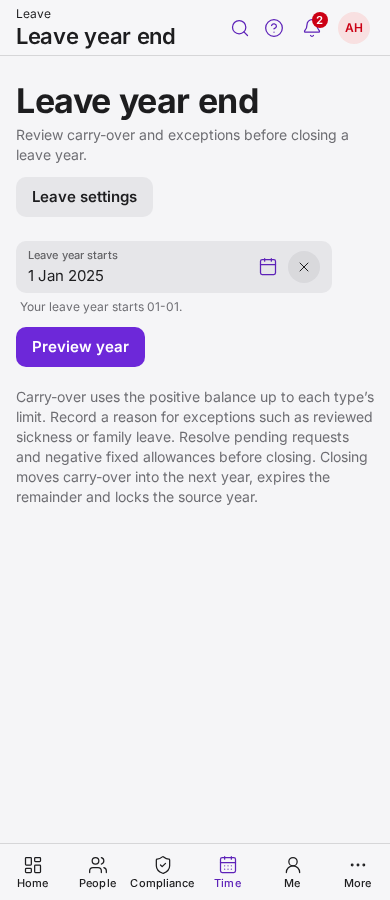 Leave
Leave year end
2
AH
Leave year end
Review carry-over and exceptions before closing a
leave year.
Leave settings
Leave year starts
1 Jan 2025
Your leave year starts 01-01.
Preview year
Carry-over uses the positive balance up to each type’s
limit. Record a reason for exceptions such as reviewed
sickness or family leave. Resolve pending requests
and negative fixed allowances before closing. Closing
moves carry-over into the next year, expires the
remainder and locks the source year.
Home
People
Compliance
Time
Me
More